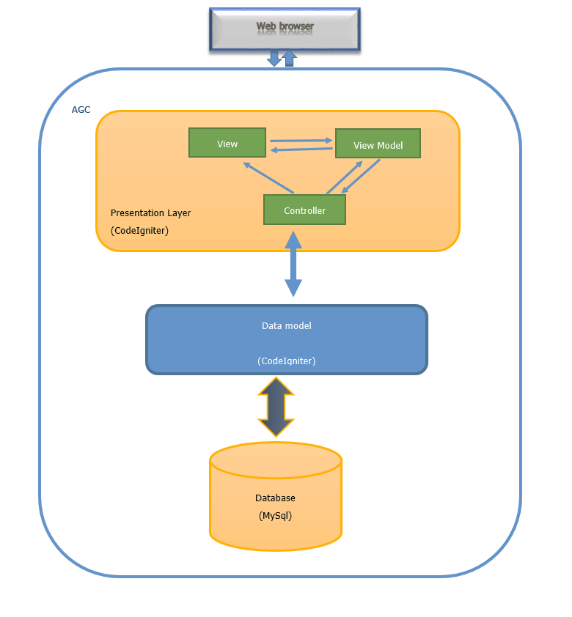 Web browser
AGC
View
View Model
Controller
Presentation Layer
(CodeIgniter)
Data model
(CodeIgniter)
Database
(MySql)